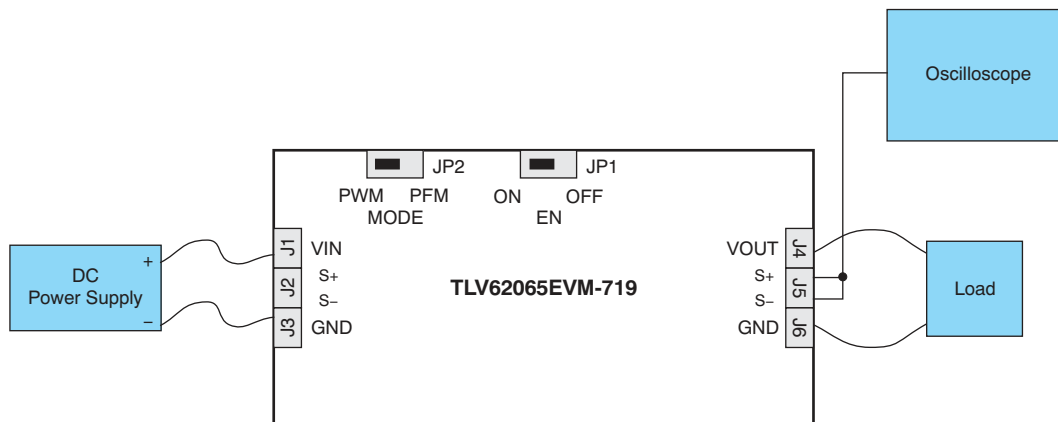 Oscilloscope
JP2
JP1
PWM PFM
MODE
ON OFF
EN
DC
Power Supply
+
−
J1
VIN
J2
S+
S−
J3
GND
TLV62065EVM-719
VOUT
J4
S+
S−
J5
GND
J6
Load